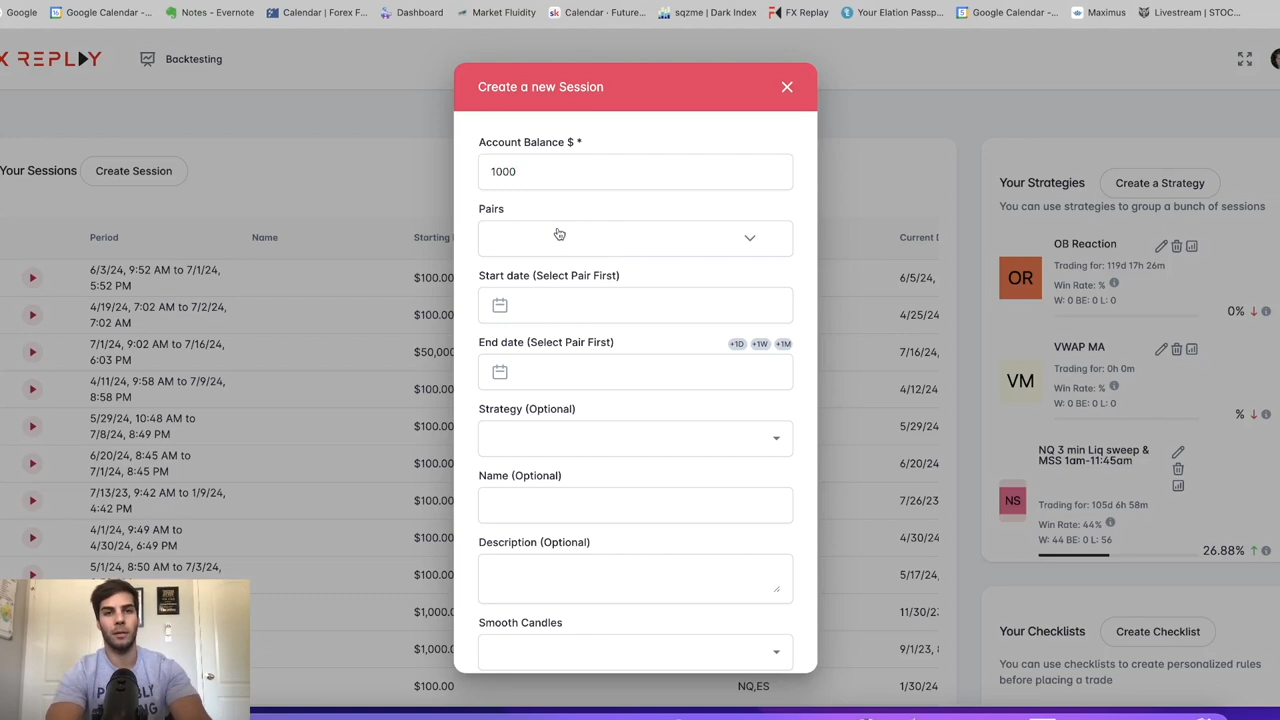 Google
Google Calendar -...
Notes - Evernote
Calendar | Forex F...
Dashboard
Market Fluidity
Calendar · Future...
sqzme | Dark Inde...
FX Replay
Your Elation Passp...
Google Calendar -...
Maximus
Livestream | STOC...
X REPLAY
Backtesting
Create a new Session
Account Balance $ *
1000
Pairs
Start date (Select Pair First)
End date (Select Pair First)
+1D
+1W
+1M
Strategy (Optional)
Name (Optional)
Description (Optional)
Smooth Candles
Your Sessions
Create Session
Period
Name
Starting
Current D
6/3/24, 9:52 AM to 7/1/24,
5:52 PM
$100.00
6/5/24,
4/19/24, 7:02 AM to 7/2/24,
7:02 AM
$100.00
4/25/24
7/1/24, 9:02 AM to 7/16/24,
6:03 PM
$50,000
7/16/24,
4/11/24, 9:58 AM to 7/9/24,
8:58 PM
$100.00
4/12/24
5/29/24, 10:48 AM to
7/8/24, 8:49 PM
$100.00
5/29/24
6/20/24, 8:45 AM to
7/1/24, 8:45 PM
$100.00
6/20/24
7/13/23, 9:42 AM to 1/9/24,
4:42 PM
$100.00
7/26/23
4/1/24, 9:49 AM to
4/30/24, 6:49 PM
$100.00
4/30/24
5/1/24, 8:50 AM to 7/3/24,
$100.00
5/17/24,
$1,000.0
11/30/2
$1,000.0
9/1/23,
$100.00
NQ,ES
1/30/24
Your Strategies
Create a Strategy
You can use strategies to group a bunch of sessions
OR
OB Reaction
Trading for: 119d 17h 26m
Win Rate: %
W: 0 BE: 0 L: 0
0%
VM
VWAP MA
Trading for: 0h 0m
Win Rate: %
W: 0 BE: 0 L: 0
%
NS
NQ 3 min Liq sweep &
MSS 1am-11:45am
Trading for: 105d 6h 58m
Win Rate: 44%
W: 44 BE: 0 L: 56
26.88%
Your Checklists
Create Checklist
You can use checklists to create personalized rules
before placing a trade